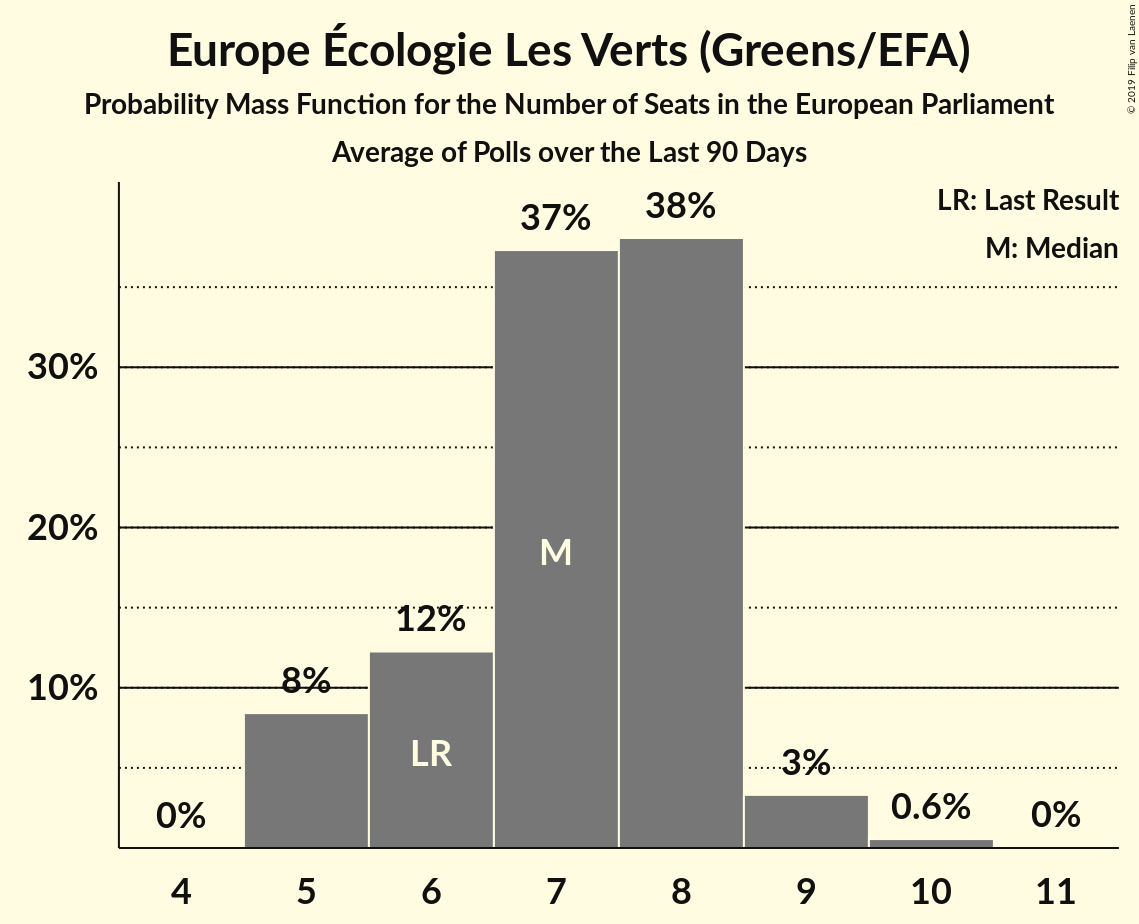 Europe Écologie Les Verts (Greens/EFA)
Probability Mass Function for the Number of Seats in the European Parliament
Average of Polls over the Last 90 Days
© 2019 Filip van Laenen
LR: Last Result
M: Median
37%
38%
30%
20%
M
12%
8%
10%
LR
3%
0%
0.6%
0%
4 5 6 7 8 9 10 11